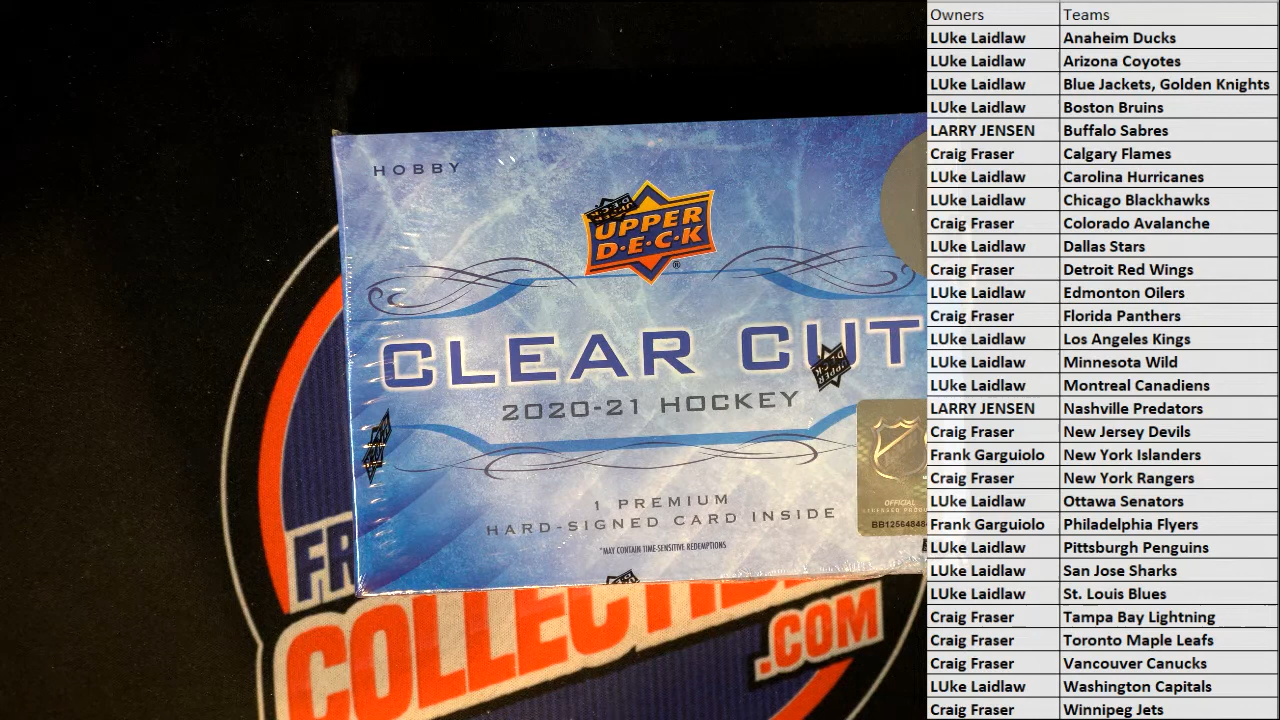 HOBBY
UPPER
D·E·C·K
®
CLEAR CUT
2020-21 HOCKEY
1 PREMIUM
HARD-SIGNED CARD INSIDE
*MAY CONTAIN TIME-SENSITIVE REDEMPTIONS
OFFICIAL
BB12564848
FR
COLLECTIBLE
.COM
Owners Teams
LUke Laidlaw Anaheim Ducks
LUke Laidlaw Arizona Coyotes
LUke Laidlaw Blue Jackets, Golden Knights
LUke Laidlaw Boston Bruins
LARRY JENSEN Buffalo Sabres
Craig Fraser Calgary Flames
LUke Laidlaw Carolina Hurricanes
LUke Laidlaw Chicago Blackhawks
Craig Fraser Colorado Avalanche
LUke Laidlaw Dallas Stars
Craig Fraser Detroit Red Wings
LUke Laidlaw Edmonton Oilers
Craig Fraser Florida Panthers
LUke Laidlaw Los Angeles Kings
LUke Laidlaw Minnesota Wild
LUke Laidlaw Montreal Canadiens
LARRY JENSEN Nashville Predators
Craig Fraser New Jersey Devils
Frank Garguiolo New York Islanders
Craig Fraser New York Rangers
LUke Laidlaw Ottawa Senators
Frank Garguiolo Philadelphia Flyers
LUke Laidlaw Pittsburgh Penguins
LUke Laidlaw San Jose Sharks
LUke Laidlaw St. Louis Blues
Craig Fraser Tampa Bay Lightning
Craig Fraser Toronto Maple Leafs
Craig Fraser Vancouver Canucks
LUke Laidlaw Washington Capitals
Craig Fraser Winnipeg Jets